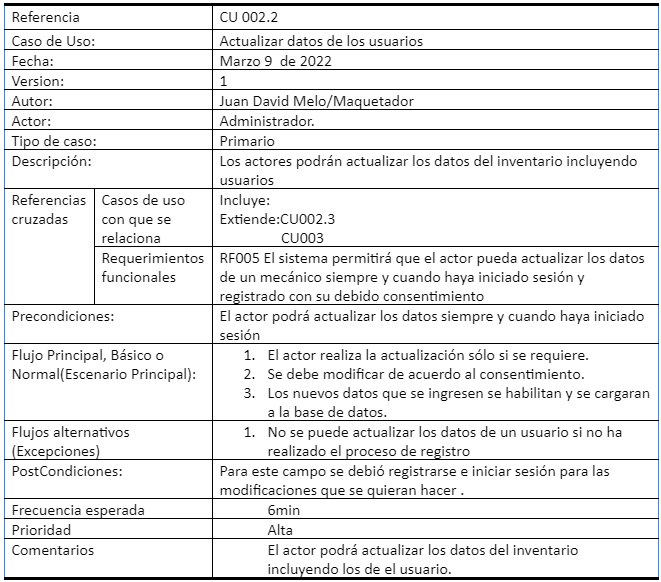 Referencia CU 002.2
Caso de Uso: Actualizar datos de los usuarios
Fecha: Marzo 9  de 2022
Version: 1
Autor: Juan David Melo/Maquetador
Actor: Administrador.
Tipo de caso: Primario
Descripción: Los actores podrán actualizar los datos del inventario incluyendo
usuarios
Referencias
cruzadas
Casos de uso
con que se
relaciona
Incluye:
Extiende:CU002.3
CU003
Requerimientos
funcionales
RF005 El sistema permitirá que el actor pueda actualizar los datos
de un mecánico siempre y cuando haya iniciado sesión y
registrado con su debido consentimiento
Precondiciones: El actor podrá actualizar los datos siempre y cuando haya iniciado
sesión
Flujo Principal, Básico o
Normal(Escenario Principal):
1. El actor realiza la actualización sólo si se requiere.
2. Se debe modificar de acuerdo al consentimiento.
3. Los nuevos datos que se ingresen se habilitan y se cargaran
a la base de datos.
Flujos alternativos
(Excepciones)
1. No se puede actualizar los datos de un usuario si no ha
realizado el proceso de registro
PostCondiciones: Para este campo se debió registrarse e iniciar sesión para las
modificaciones que se quieran hacer .
Frecuencia esperada 6min
Prioridad Alta
Comentarios El actor podrá actualizar los datos del inventario
incluyendo los de el usuario.